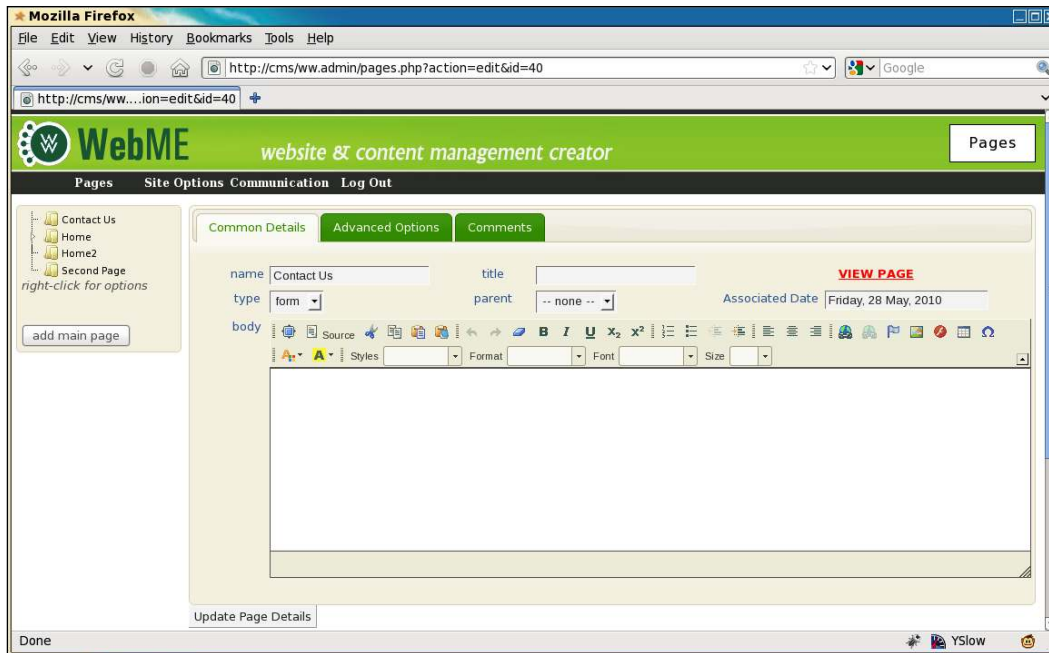 Mozilla Firefox
File Edit View History Bookmarks Tools Help
http://cms/ww.admin/pages.php?action=edit&id=40
Google
http://cms/ww....ion=edit&id=40
WebME
website & content management creator
Pages
Pages Site Options Communication Log Out
Contact Us
Home
Home2
Second Page
right-click for options
add main page
Common Details Advanced Options Comments
name Contact Us title VIEW PAGE
type form parent -- none -- Associated Date Friday, 28 May, 2010
body Source B I U X₂ X² Ω
A A Styles Format Font Size
Update Page Details
Done YSlow